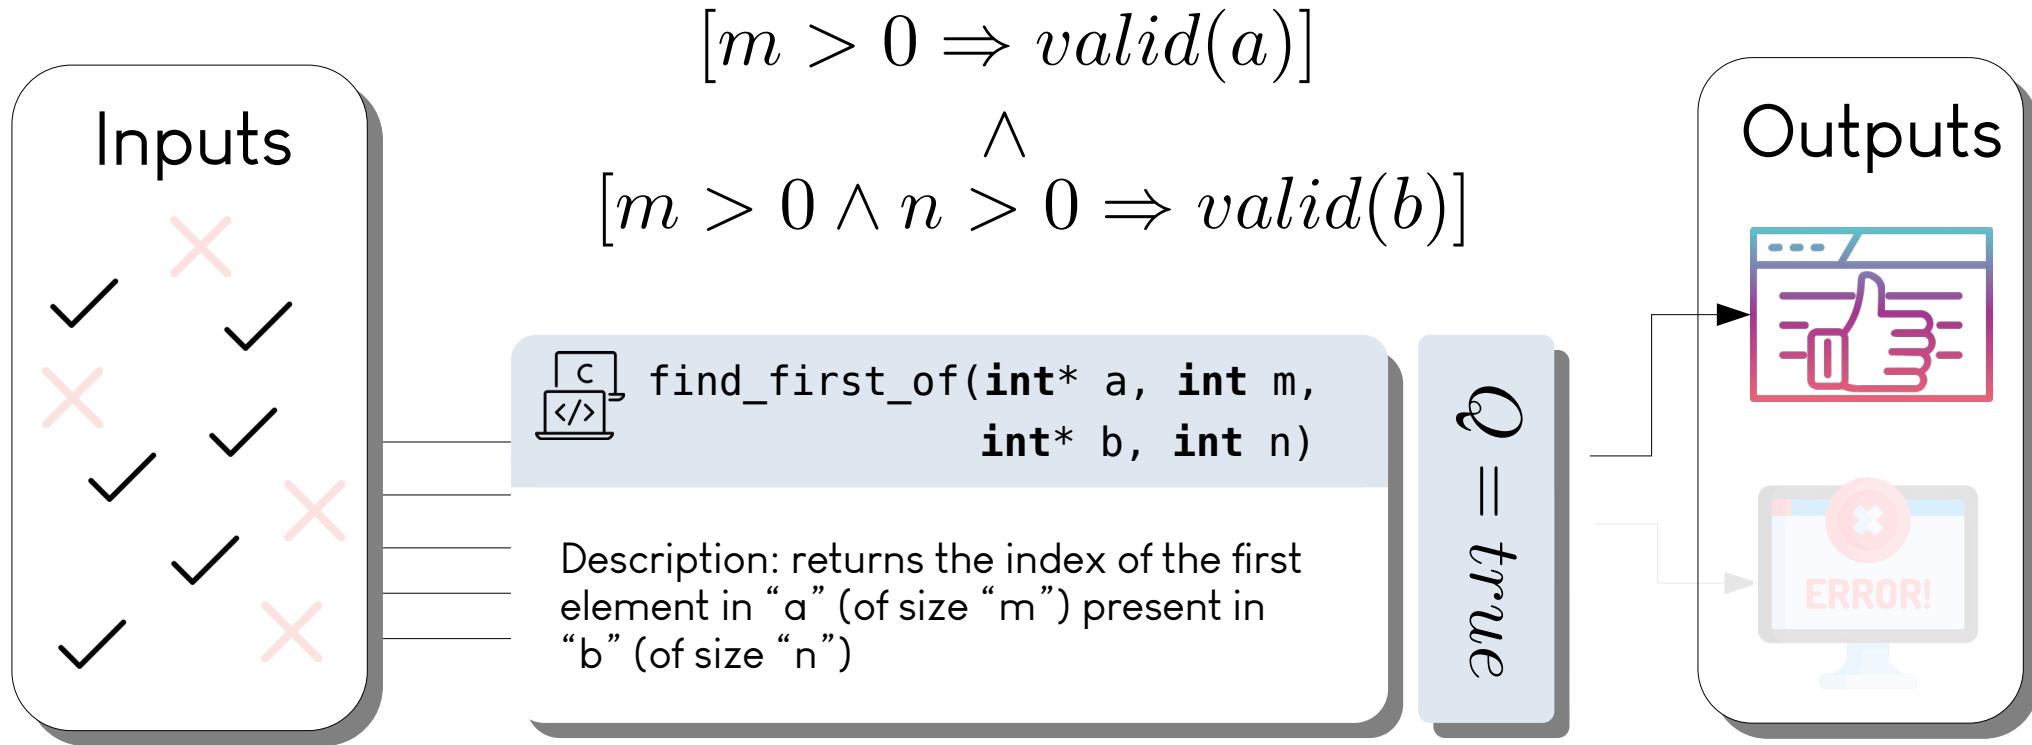 [m > 0 ⇒ valid(a)]
∧
[m > 0 ∧ n > 0 ⇒ valid(b)]
Inputs
C
</>
find_first_of(int* a, int m,
int* b, int n)
Description: returns the index of the first
element in “a” (of size “m”) present in
“b” (of size “n”)
Q = true
Outputs
ERROR!